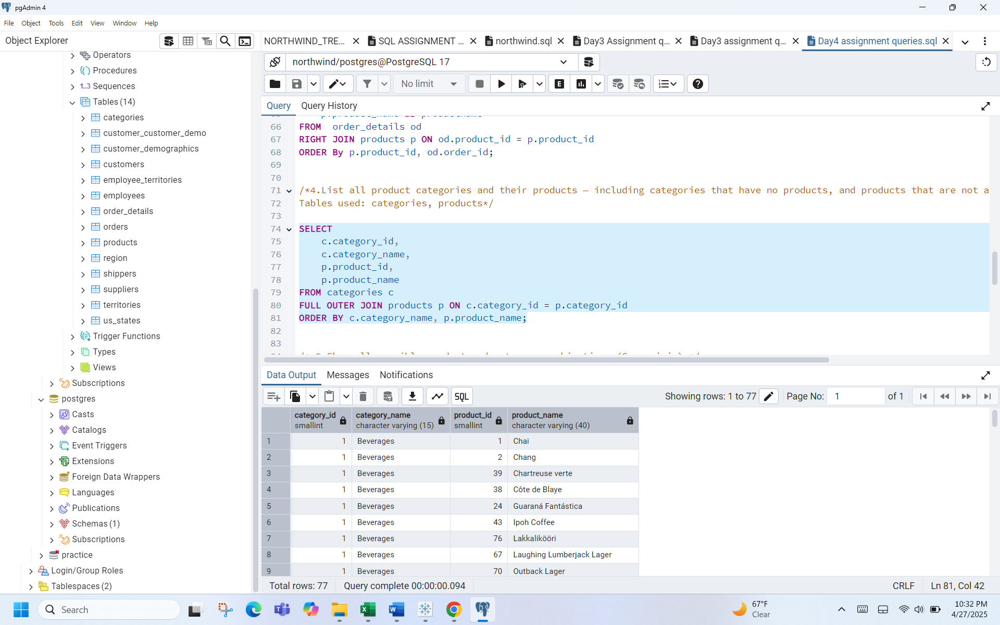 pgAdmin 4
File Object Tools Edit View Window Help
Object Explorer
NORTHWIND_TRE... SQL ASSIGNMENT ... northwind.sql Day3 Assignment q... Day3 assignment q... Day4 assignment queries.sql
Operators
Procedures
1..3 Sequences
Tables (14)
categories
customer_customer_demo
customer_demographics
customers
employee_territories
employees
order_details
orders
products
region
shippers
suppliers
territories
us_states
Trigger Functions
Types
Views
Subscriptions
postgres
Casts
Catalogs
Event Triggers
Extensions
Foreign Data Wrappers
Languages
Publications
Schemas (1)
Subscriptions
practice
Login/Group Roles
Tablespaces (2)
northwind/postgres@PostgreSQL 17
No limit
E
Query Query History
66 FROM  order_details od
67 RIGHT JOIN products p ON od.product_id = p.product_id
68 ORDER By p.product_id, od.order_id;
69
70
71 /*4.List all product categories and their products — including categories that have no products, and products that are not a
72 Tables used: categories, products*/
73
74 SELECT
75 c.category_id,
76 c.category_name,
77 p.product_id,
78 p.product_name
79 FROM categories c
80 FULL OUTER JOIN products p ON c.category_id = p.category_id
81 ORDER BY c.category_name, p.product_name;
82
83
Data Output Messages Notifications
SQL
Showing rows: 1 to 77
Page No: 1 of 1
category_id category_name product_id product_name
smallint character varying (15) smallint character varying (40)
1 1 Beverages 1 Chai
2 1 Beverages 2 Chang
3 1 Beverages 39 Chartreuse verte
4 1 Beverages 38 Côte de Blaye
5 1 Beverages 24 Guaraná Fantástica
6 1 Beverages 43 Ipoh Coffee
7 1 Beverages 76 Lakkalikööri
8 1 Beverages 67 Laughing Lumberjack Lager
9 1 Beverages 70 Outback Lager
Total rows: 77 Query complete 00:00:00.094 CRLF Ln 81, Col 42
Search
67°F
Clear
10:32 PM
4/27/2025